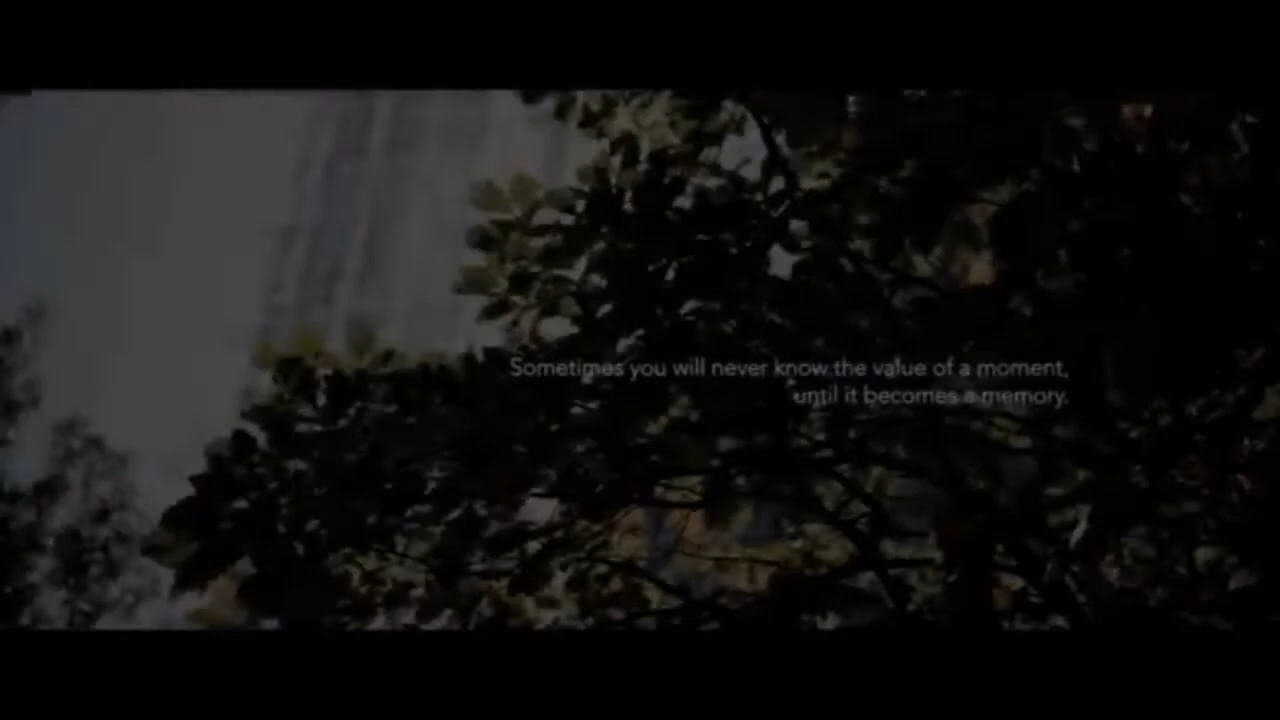 Sometimes you will never know the value of a moment,
until it becomes a memory.